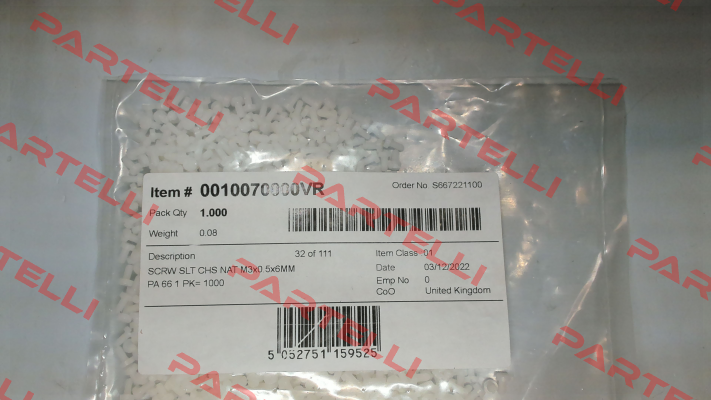 PARTELLI
Item # 0010070000VR
Order No S667221100
Pack Qty 1.000
Weight 0.08
Description 32 of 111 Item Class 01
SCRW SLT CHS NAT M3x0.5x6MM Date 03/12/2022
PA 66 1 PK= 1000 Emp No 0
CoO United Kingdom
5 052751 159525